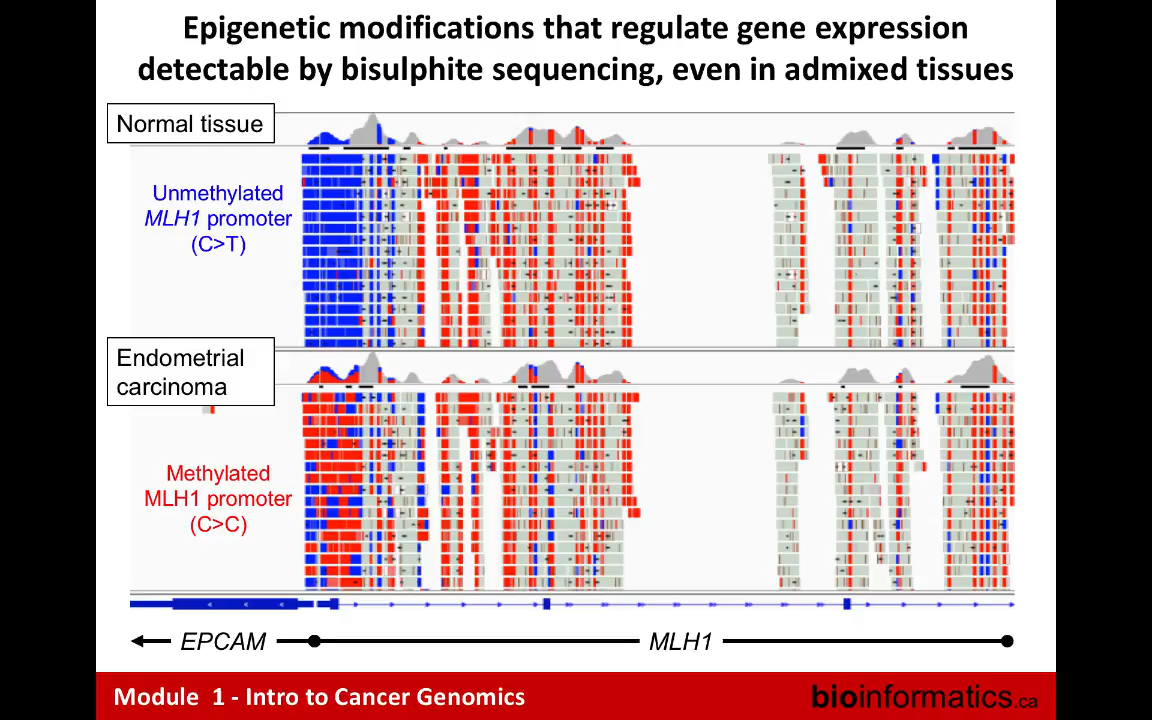 Epigenetic modifications that regulate gene expression
detectable by bisulphite sequencing, even in admixed tissues
Normal tissue
Unmethylated
MLH1 promoter
(C>T)
Endometrial
carcinoma
Methylated
MLH1 promoter
(C>C)
EPCAM
MLH1
Module 1 - Intro to Cancer Genomics
bioinformatics.ca